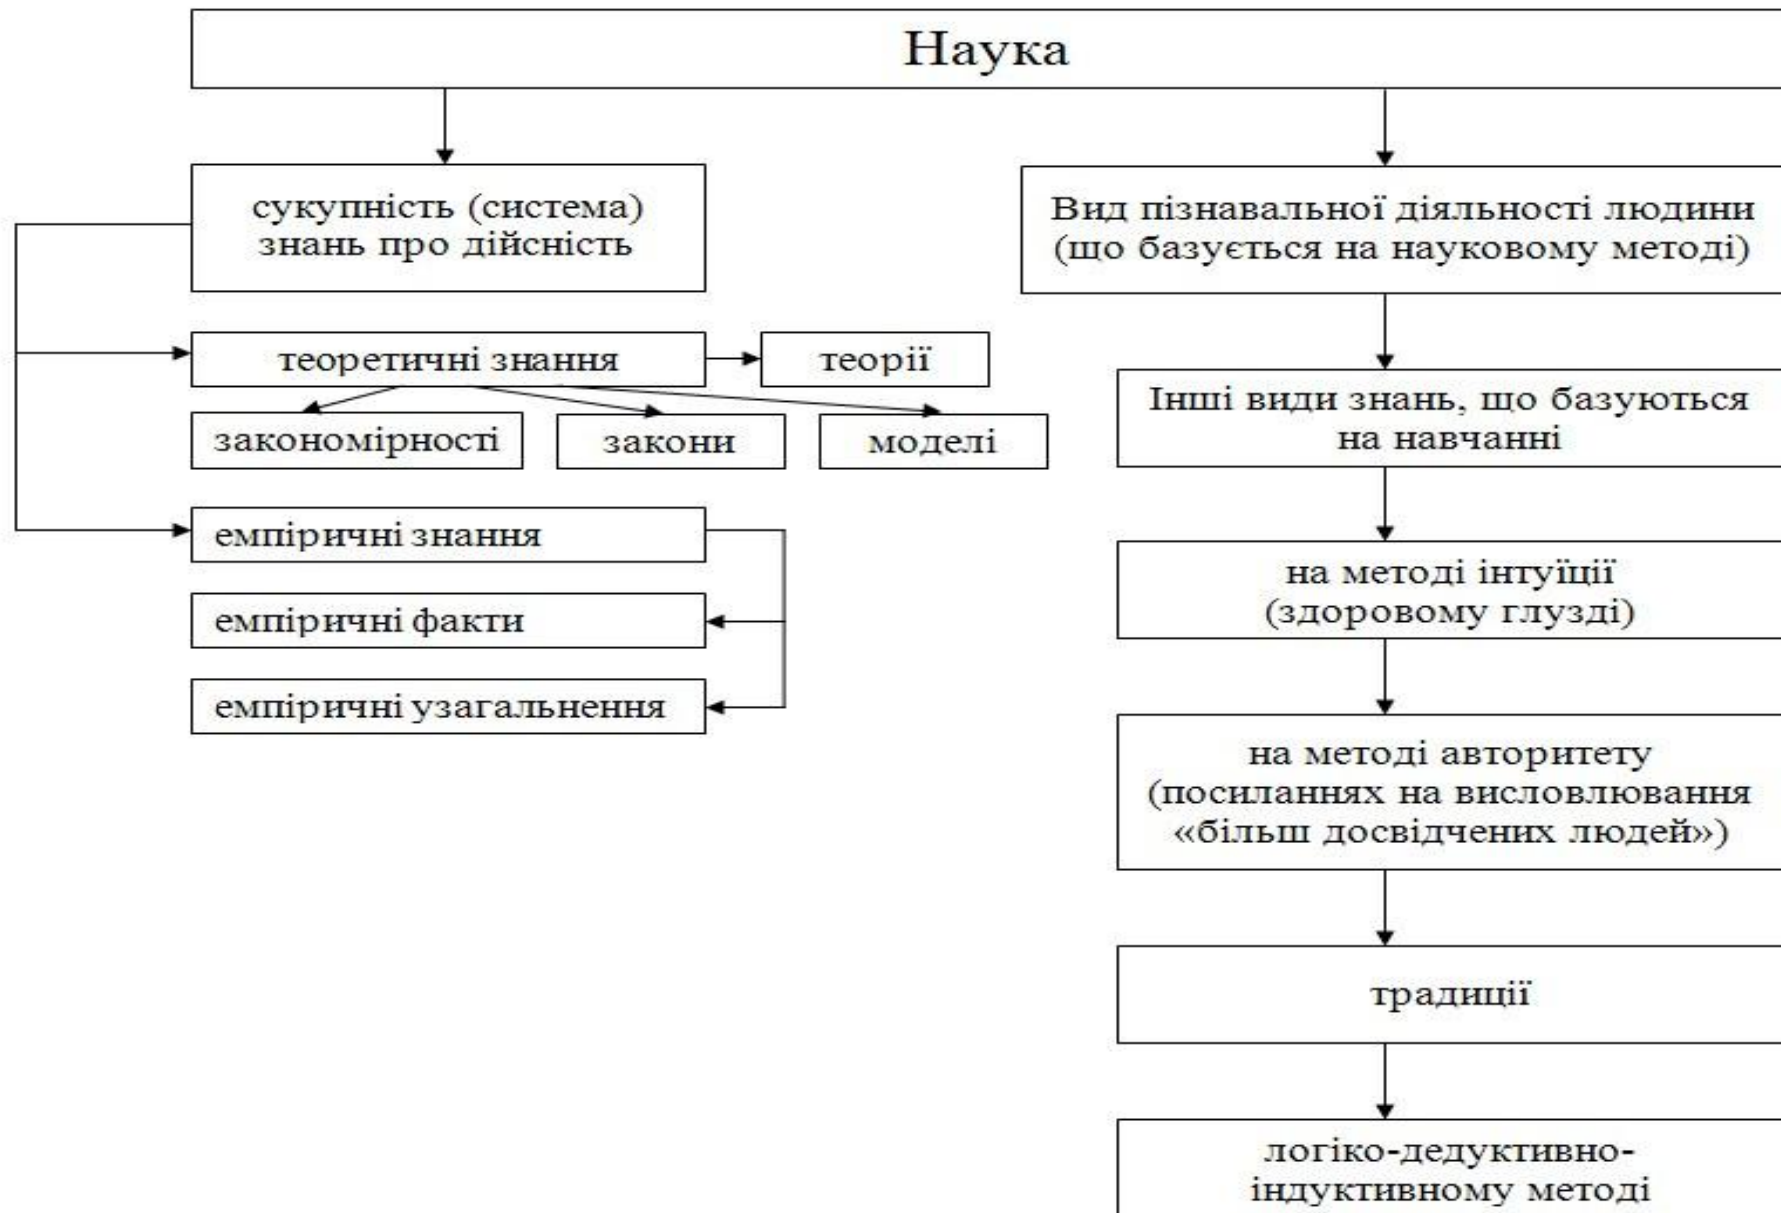 Наука
сукупність (система)
знань про дійсність
теоретичні знання
теорії
закономірності
закони
моделі
емпіричні знання
емпіричні факти
емпіричні узагальнення
Вид пізнавальної діяльності людини
(що базується на науковому методі)
Інші види знань, що базуються
на навчанні
на методі інтуїції
(здоровому глузді)
на методі авторитету
(посиланнях на висловлювання
«більш досвідчених людей»)
традиції
логіко-дедуктивно-
індуктивному методі